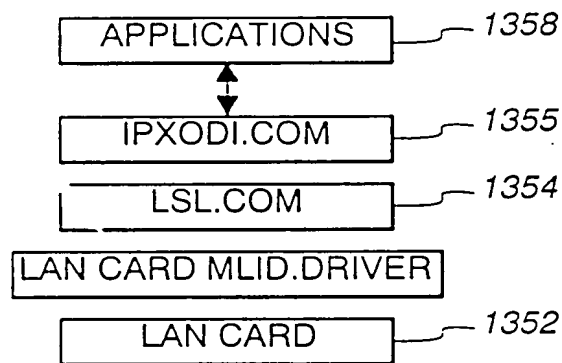 APPLICATIONS 1358
IPXODI.COM 1355
LSL.COM 1354
LAN CARD MLID.DRIVER
LAN CARD 1352